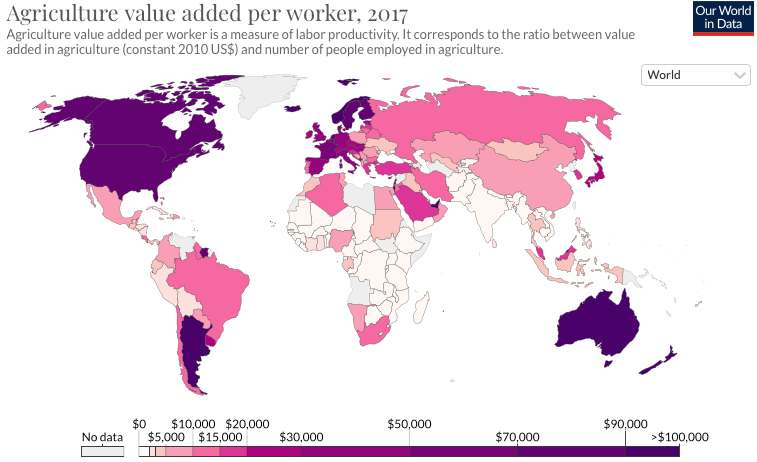 Agriculture value added per worker, 2017
Our World
in Data
Agriculture value added per worker is a measure of labor productivity. It corresponds to the ratio between value
added in agriculture (constant 2010 US$) and number of people employed in agriculture.
World
$0 $10,000 $20,000 $50,000 $90,000
No data $5,000 $15,000 $30,000 $70,000 >$100,000